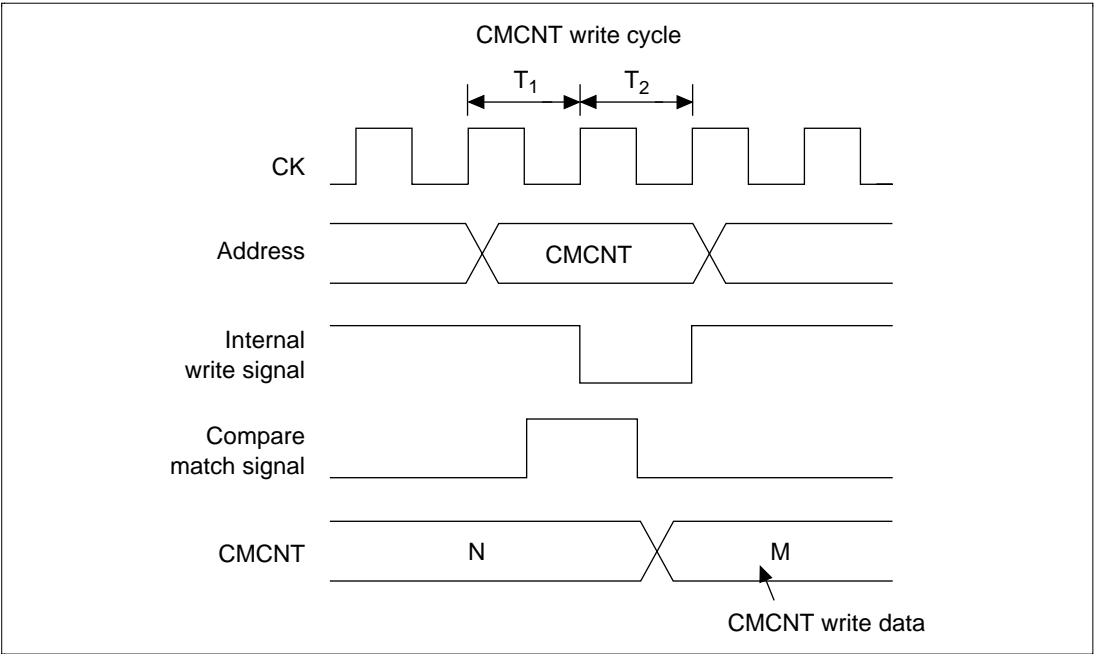 CMCNT write cycle
T1 T2
CK
Address CMCNT
Internal
write signal
Compare
match signal
CMCNT N M
CMCNT write data